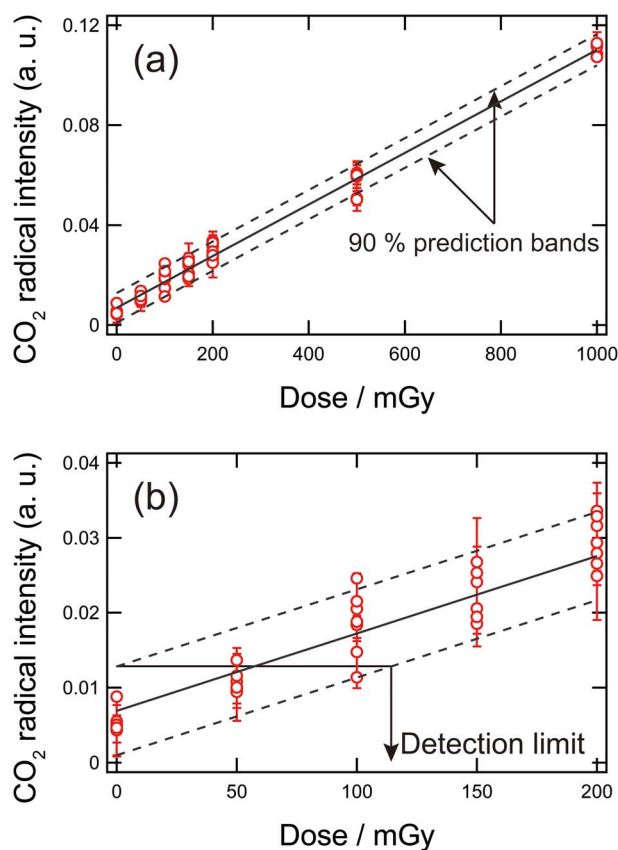 (a)
CO2 radical intensity (a. u.)
0.12
0.08
0.04
0
90 % prediction bands
0 200 400 600 800 1000
Dose / mGy
(b)
CO2 radical intensity (a. u.)
0.04
0.03
0.02
0.01
0
Detection limit
0 50 100 150 200
Dose / mGy